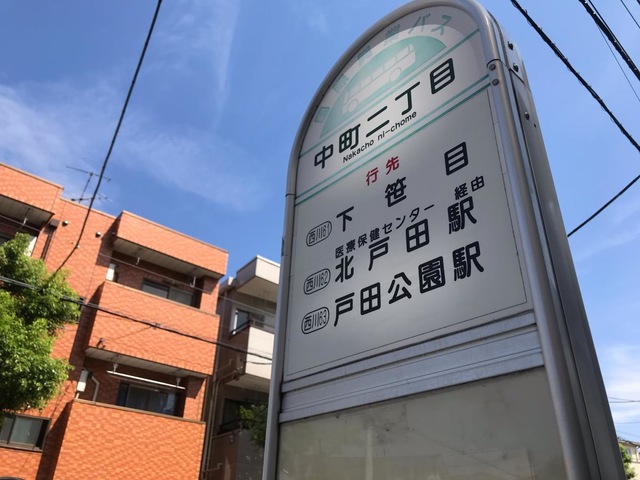 中町二丁目
Nakacho ni-chome
行先
西川61 下笹目
医療保健センター経由
西川62 北戸田駅
西川63 戸田公園駅